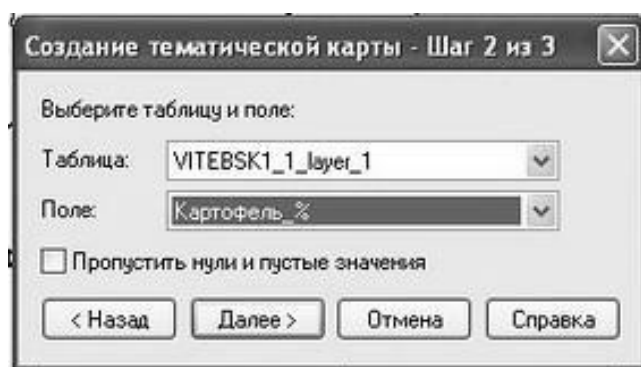 Создание тематической карты - Шаг 2 из 3
Выберите таблицу и поле:
Таблица: VITEBSK1_1_layer_1
Поле: Картофель_%
Пропустить нули и пустые значения
< Назад Далее > Отмена Справка